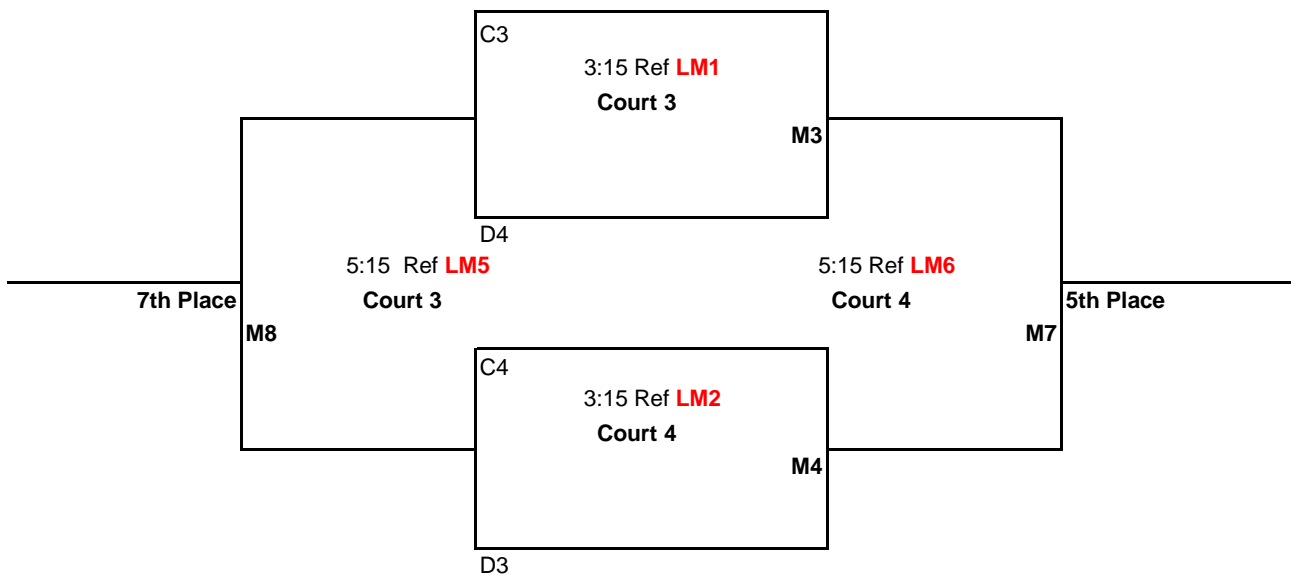 C3
3:15 Ref LM1
Court 3
M3
D4
5:15  Ref LM5
5:15 Ref LM6
Court 3
Court 4
7th Place
5th Place
M8
M7
C4
3:15 Ref LM2
Court 4
M4
D3